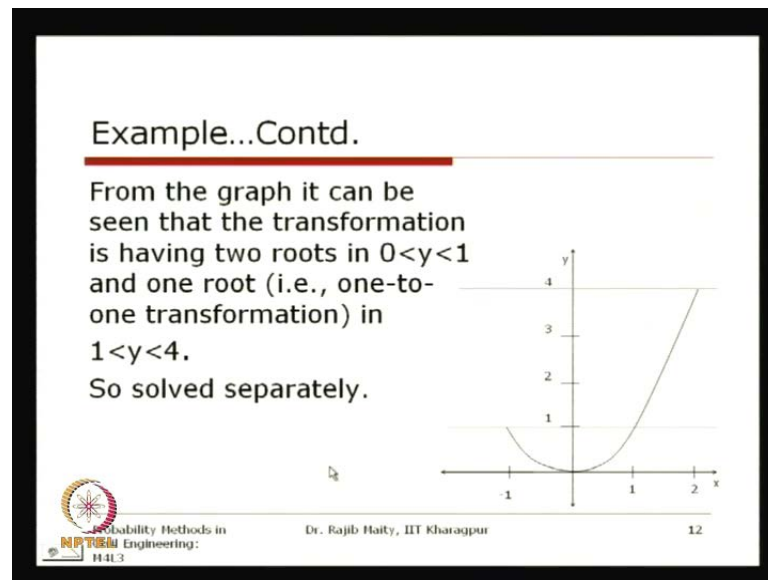 Example...Contd.
From the graph it can be
seen that the transformation
is having two roots in 0<y<1
and one root (i.e., one-to-
one transformation) in
1<y<4.
So solved separately.
y
4
3
2
1
-1
1
2
x
Probability Methods in
Civil Engineering:
M4L3
NPTEL
Dr. Rajib Maity, IIT Kharagpur
12